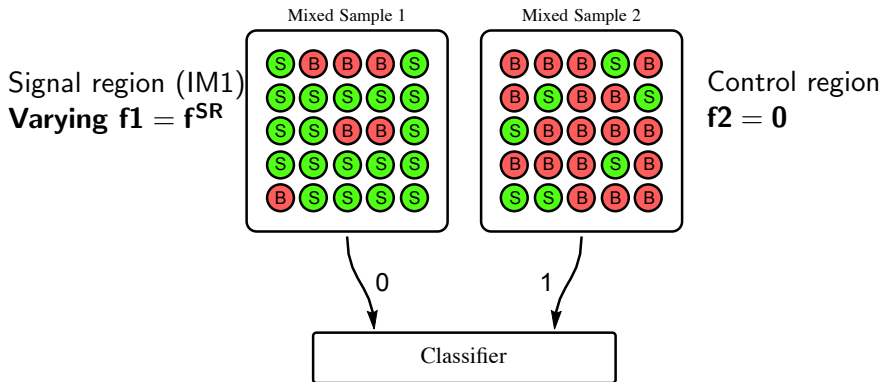 Mixed Sample 1
Mixed Sample 2
Signal region (IM1)
Varying f1 = f^SR
S B B B S
S S S S S
S S B B S
S S S S S
B S S S S
B B B S B
B S B B S
S B B B B
B B B S B
S S B B B
Control region
f2 = 0
0
1
Classifier